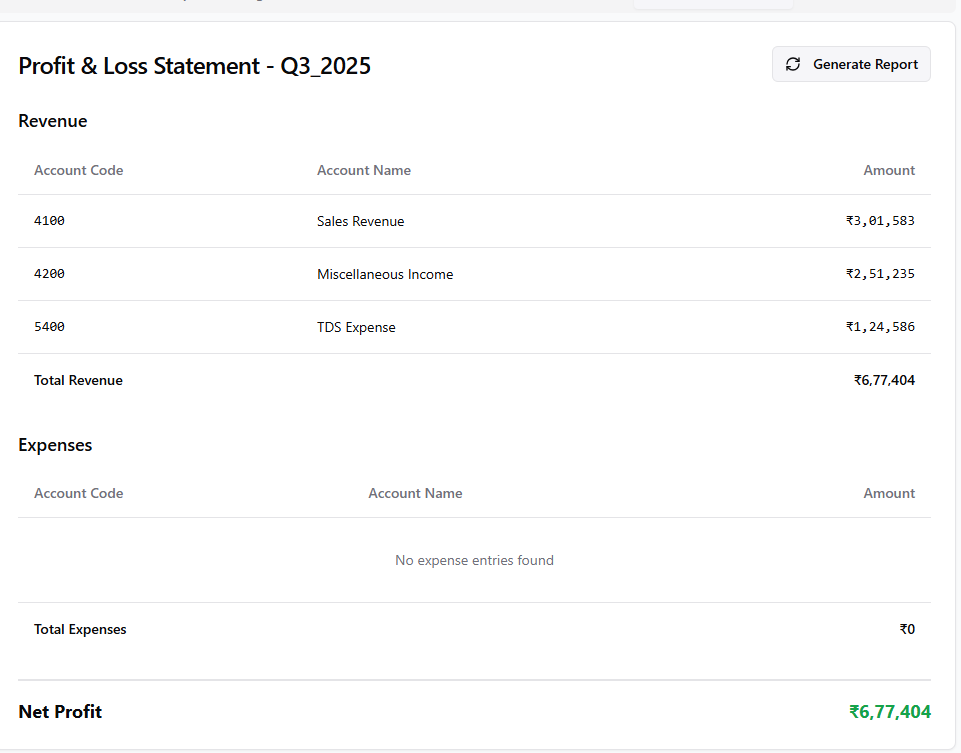 Profit & Loss Statement - Q3_2025
Generate Report
Revenue
Account Code Account Name Amount
4100 Sales Revenue ₹3,01,583
4200 Miscellaneous Income ₹2,51,235
5400 TDS Expense ₹1,24,586
Total Revenue ₹6,77,404
Expenses
Account Code Account Name Amount
No expense entries found
Total Expenses ₹0
Net Profit ₹6,77,404